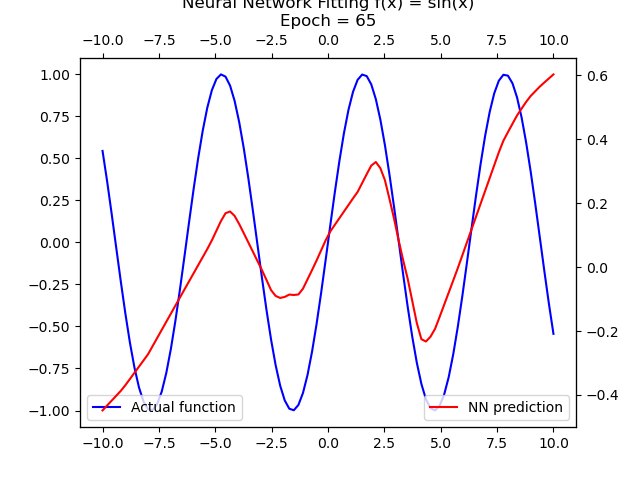 Neural Network Fitting f(x) = sin(x)
Epoch = 65
−10.0 −7.5 −5.0 −2.5 0.0 2.5 5.0 7.5 10.0
1.00
0.75
0.50
0.25
0.00
−0.25
−0.50
−0.75
−1.00
0.6
0.4
0.2
0.0
−0.2
−0.4
Actual function
NN prediction
−10.0 −7.5 −5.0 −2.5 0.0 2.5 5.0 7.5 10.0